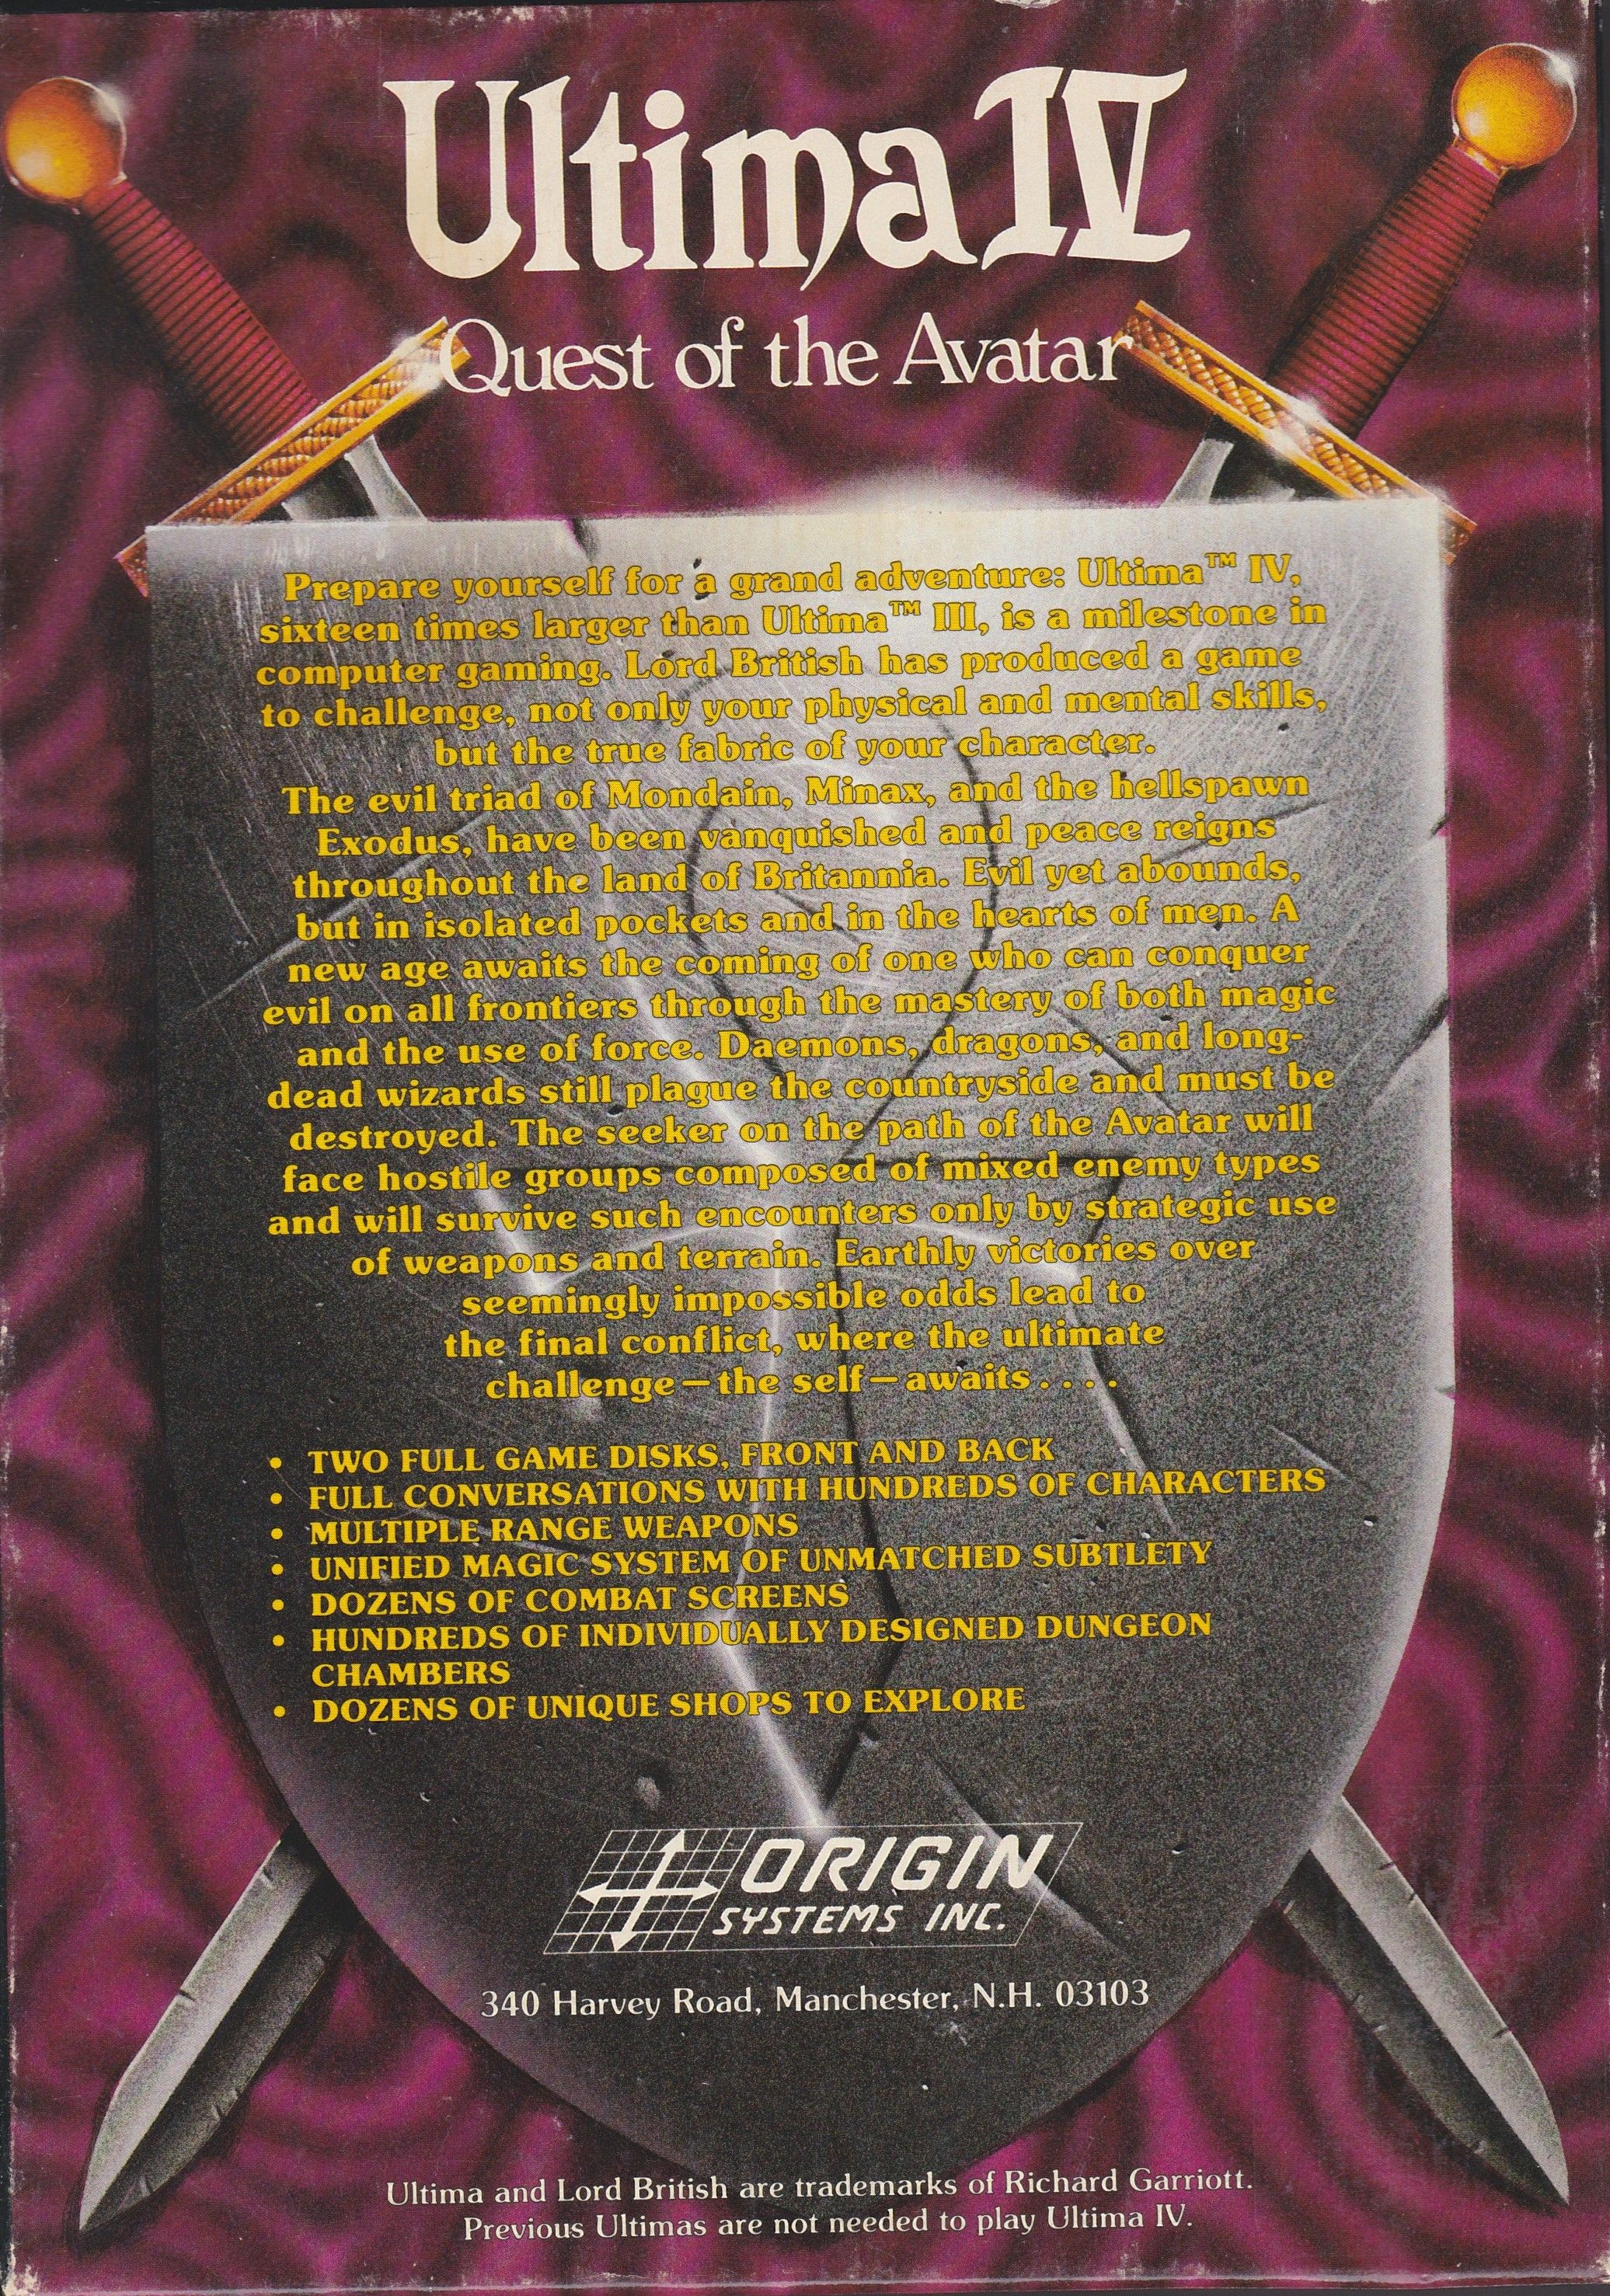 Ultima IV
Quest of the Avatar
Prepare yourself for a grand adventure: Ultima™ IV,
sixteen times larger than Ultima™ III, is a milestone in
computer gaming. Lord British has produced a game
to challenge, not only your physical and mental skills,
but the true fabric of your character.
The evil triad of Mondain, Minax, and the hellspawn
Exodus, have been vanquished and peace reigns
throughout the land of Britannia. Evil yet abounds,
but in isolated pockets and in the hearts of men. A
new age awaits the coming of one who can conquer
evil on all frontiers through the mastery of both magic
and the use of force. Daemons, dragons, and long-
dead wizards still plague the countryside and must be
destroyed. The seeker on the path of the Avatar will
face hostile groups composed of mixed enemy types
and will survive such encounters only by strategic use
of weapons and terrain. Earthly victories over
seemingly impossible odds lead to
the final conflict, where the ultimate
challenge—the self—awaits . . . .
• TWO FULL GAME DISKS, FRONT AND BACK
• FULL CONVERSATIONS WITH HUNDREDS OF CHARACTERS
• MULTIPLE RANGE WEAPONS
• UNIFIED MAGIC SYSTEM OF UNMATCHED SUBTLETY
• DOZENS OF COMBAT SCREENS
• HUNDREDS OF INDIVIDUALLY DESIGNED DUNGEON
CHAMBERS
• DOZENS OF UNIQUE SHOPS TO EXPLORE
ORIGIN
SYSTEMS INC.
340 Harvey Road, Manchester, N.H. 03103
Ultima and Lord British are trademarks of Richard Garriott.
Previous Ultimas are not needed to play Ultima IV.